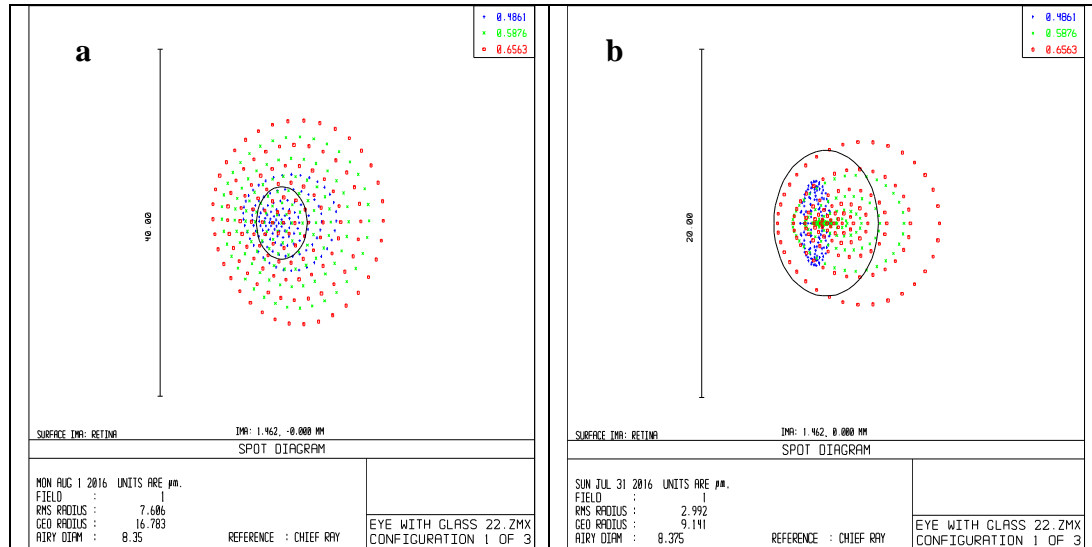 a
0.4861
0.5876
0.6563
40.00
SURFACE IMA: RETINA
IMA: 1.462, -0.000 MM
SPOT DIAGRAM
MON AUG 1 2016 UNITS ARE µm.
FIELD : 1
RMS RADIUS : 7.606
GEO RADIUS : 16.783
AIRY DIAM : 8.35
REFERENCE : CHIEF RAY
EYE WITH GLASS 22.ZMX
CONFIGURATION 1 OF 3
b
0.4861
0.5876
0.6563
20.00
SURFACE IMA: RETINA
IMA: 1.462, 0.000 MM
SPOT DIAGRAM
SUN JUL 31 2016 UNITS ARE µm.
FIELD : 1
RMS RADIUS : 2.992
GEO RADIUS : 9.141
AIRY DIAM : 8.375
REFERENCE : CHIEF RAY
EYE WITH GLASS 22.ZMX
CONFIGURATION 1 OF 3